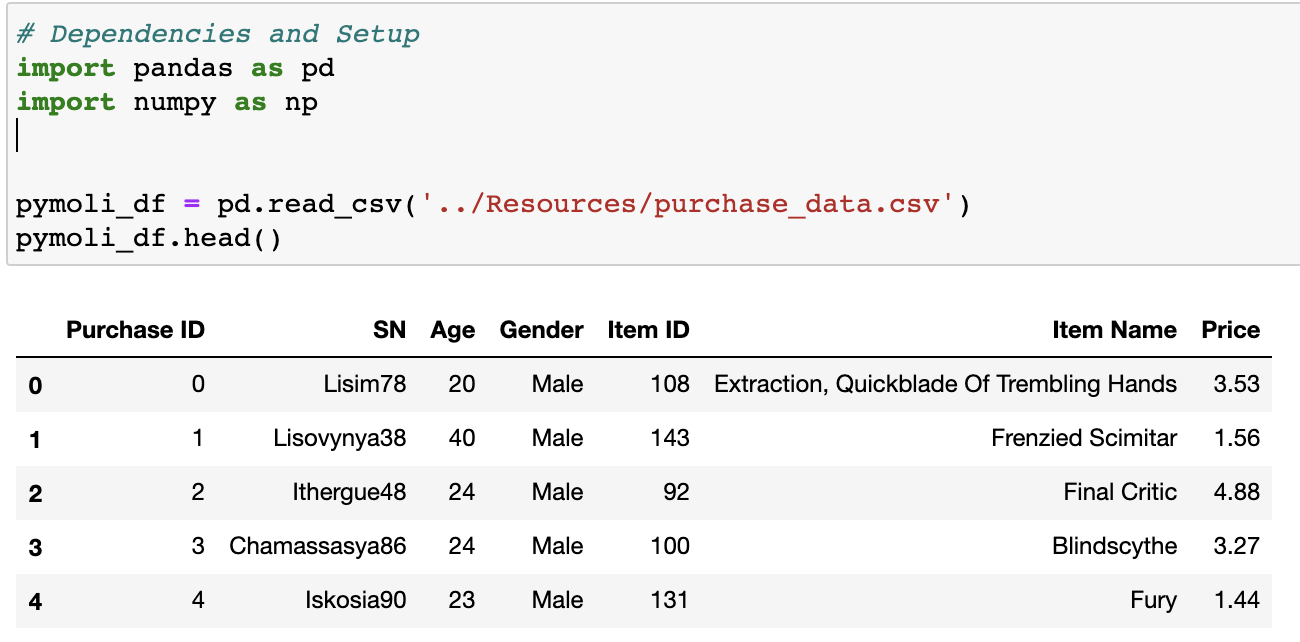 # Dependencies and Setup
import pandas as pd
import numpy as np
pymoli_df = pd.read_csv('../Resources/purchase_data.csv')
pymoli_df.head()
Purchase ID SN Age Gender Item ID Item Name Price
0 0 Lisim78 20 Male 108 Extraction, Quickblade Of Trembling Hands 3.53
1 1 Lisovynya38 40 Male 143 Frenzied Scimitar 1.56
2 2 Ithergue48 24 Male 92 Final Critic 4.88
3 3 Chamassasya86 24 Male 100 Blindscythe 3.27
4 4 Iskosia90 23 Male 131 Fury 1.44